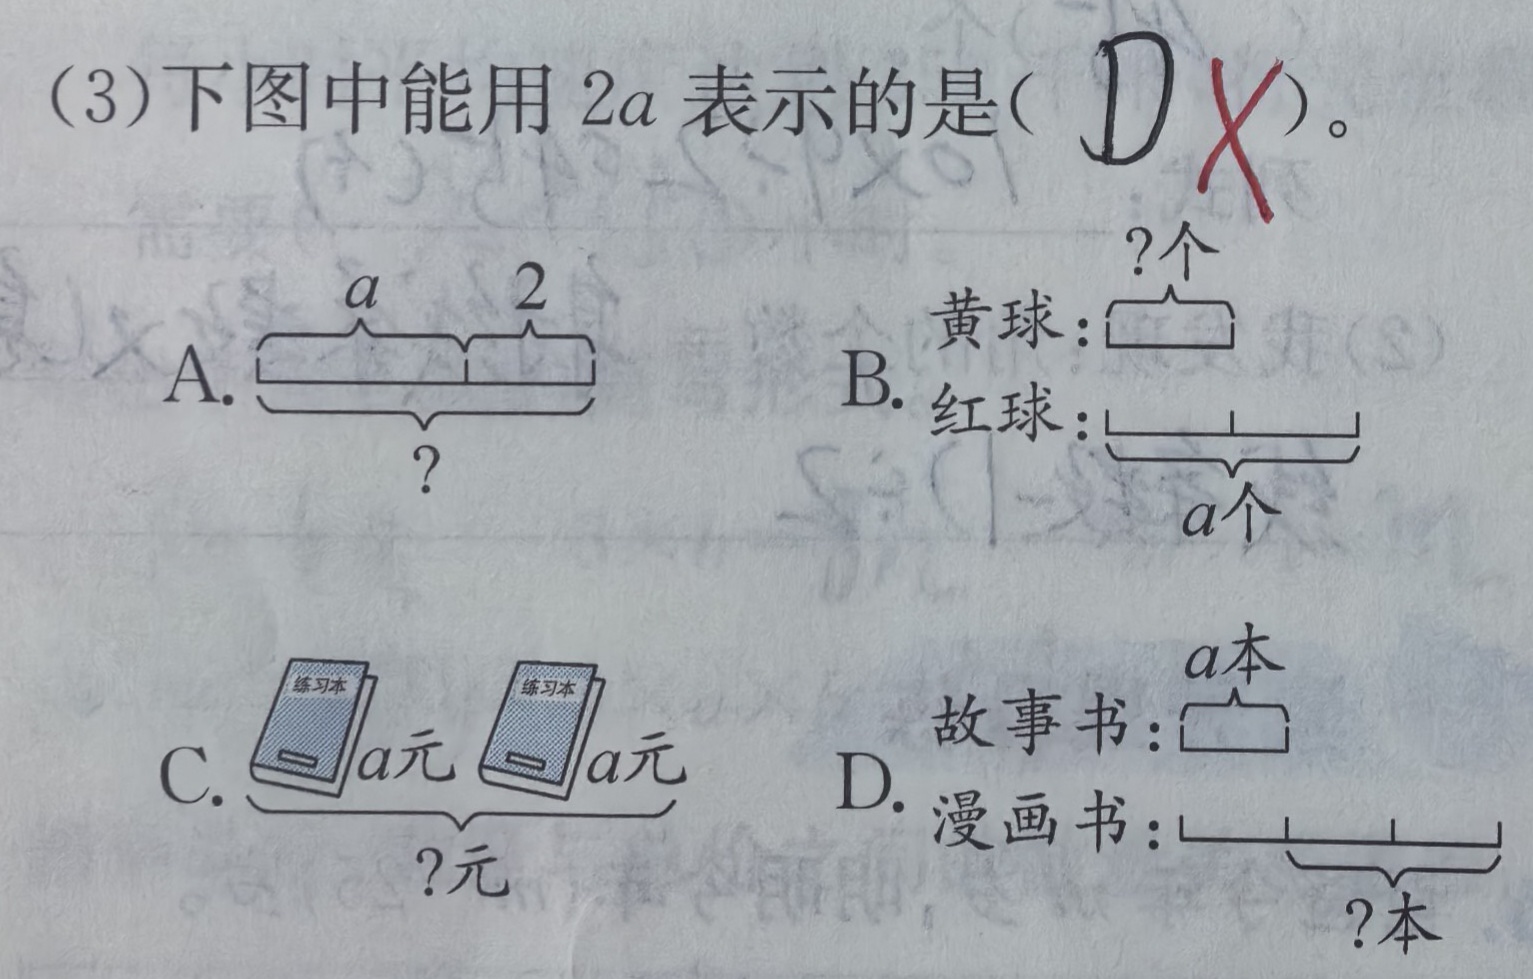 (3)下图中能用 2a 表示的是( D X )。
A. a 2
?
B. ?个
黄球:
红球:
a个
C. 练习本 a元 练习本 a元
?元
D. a本
故事书:
漫画书:
?本